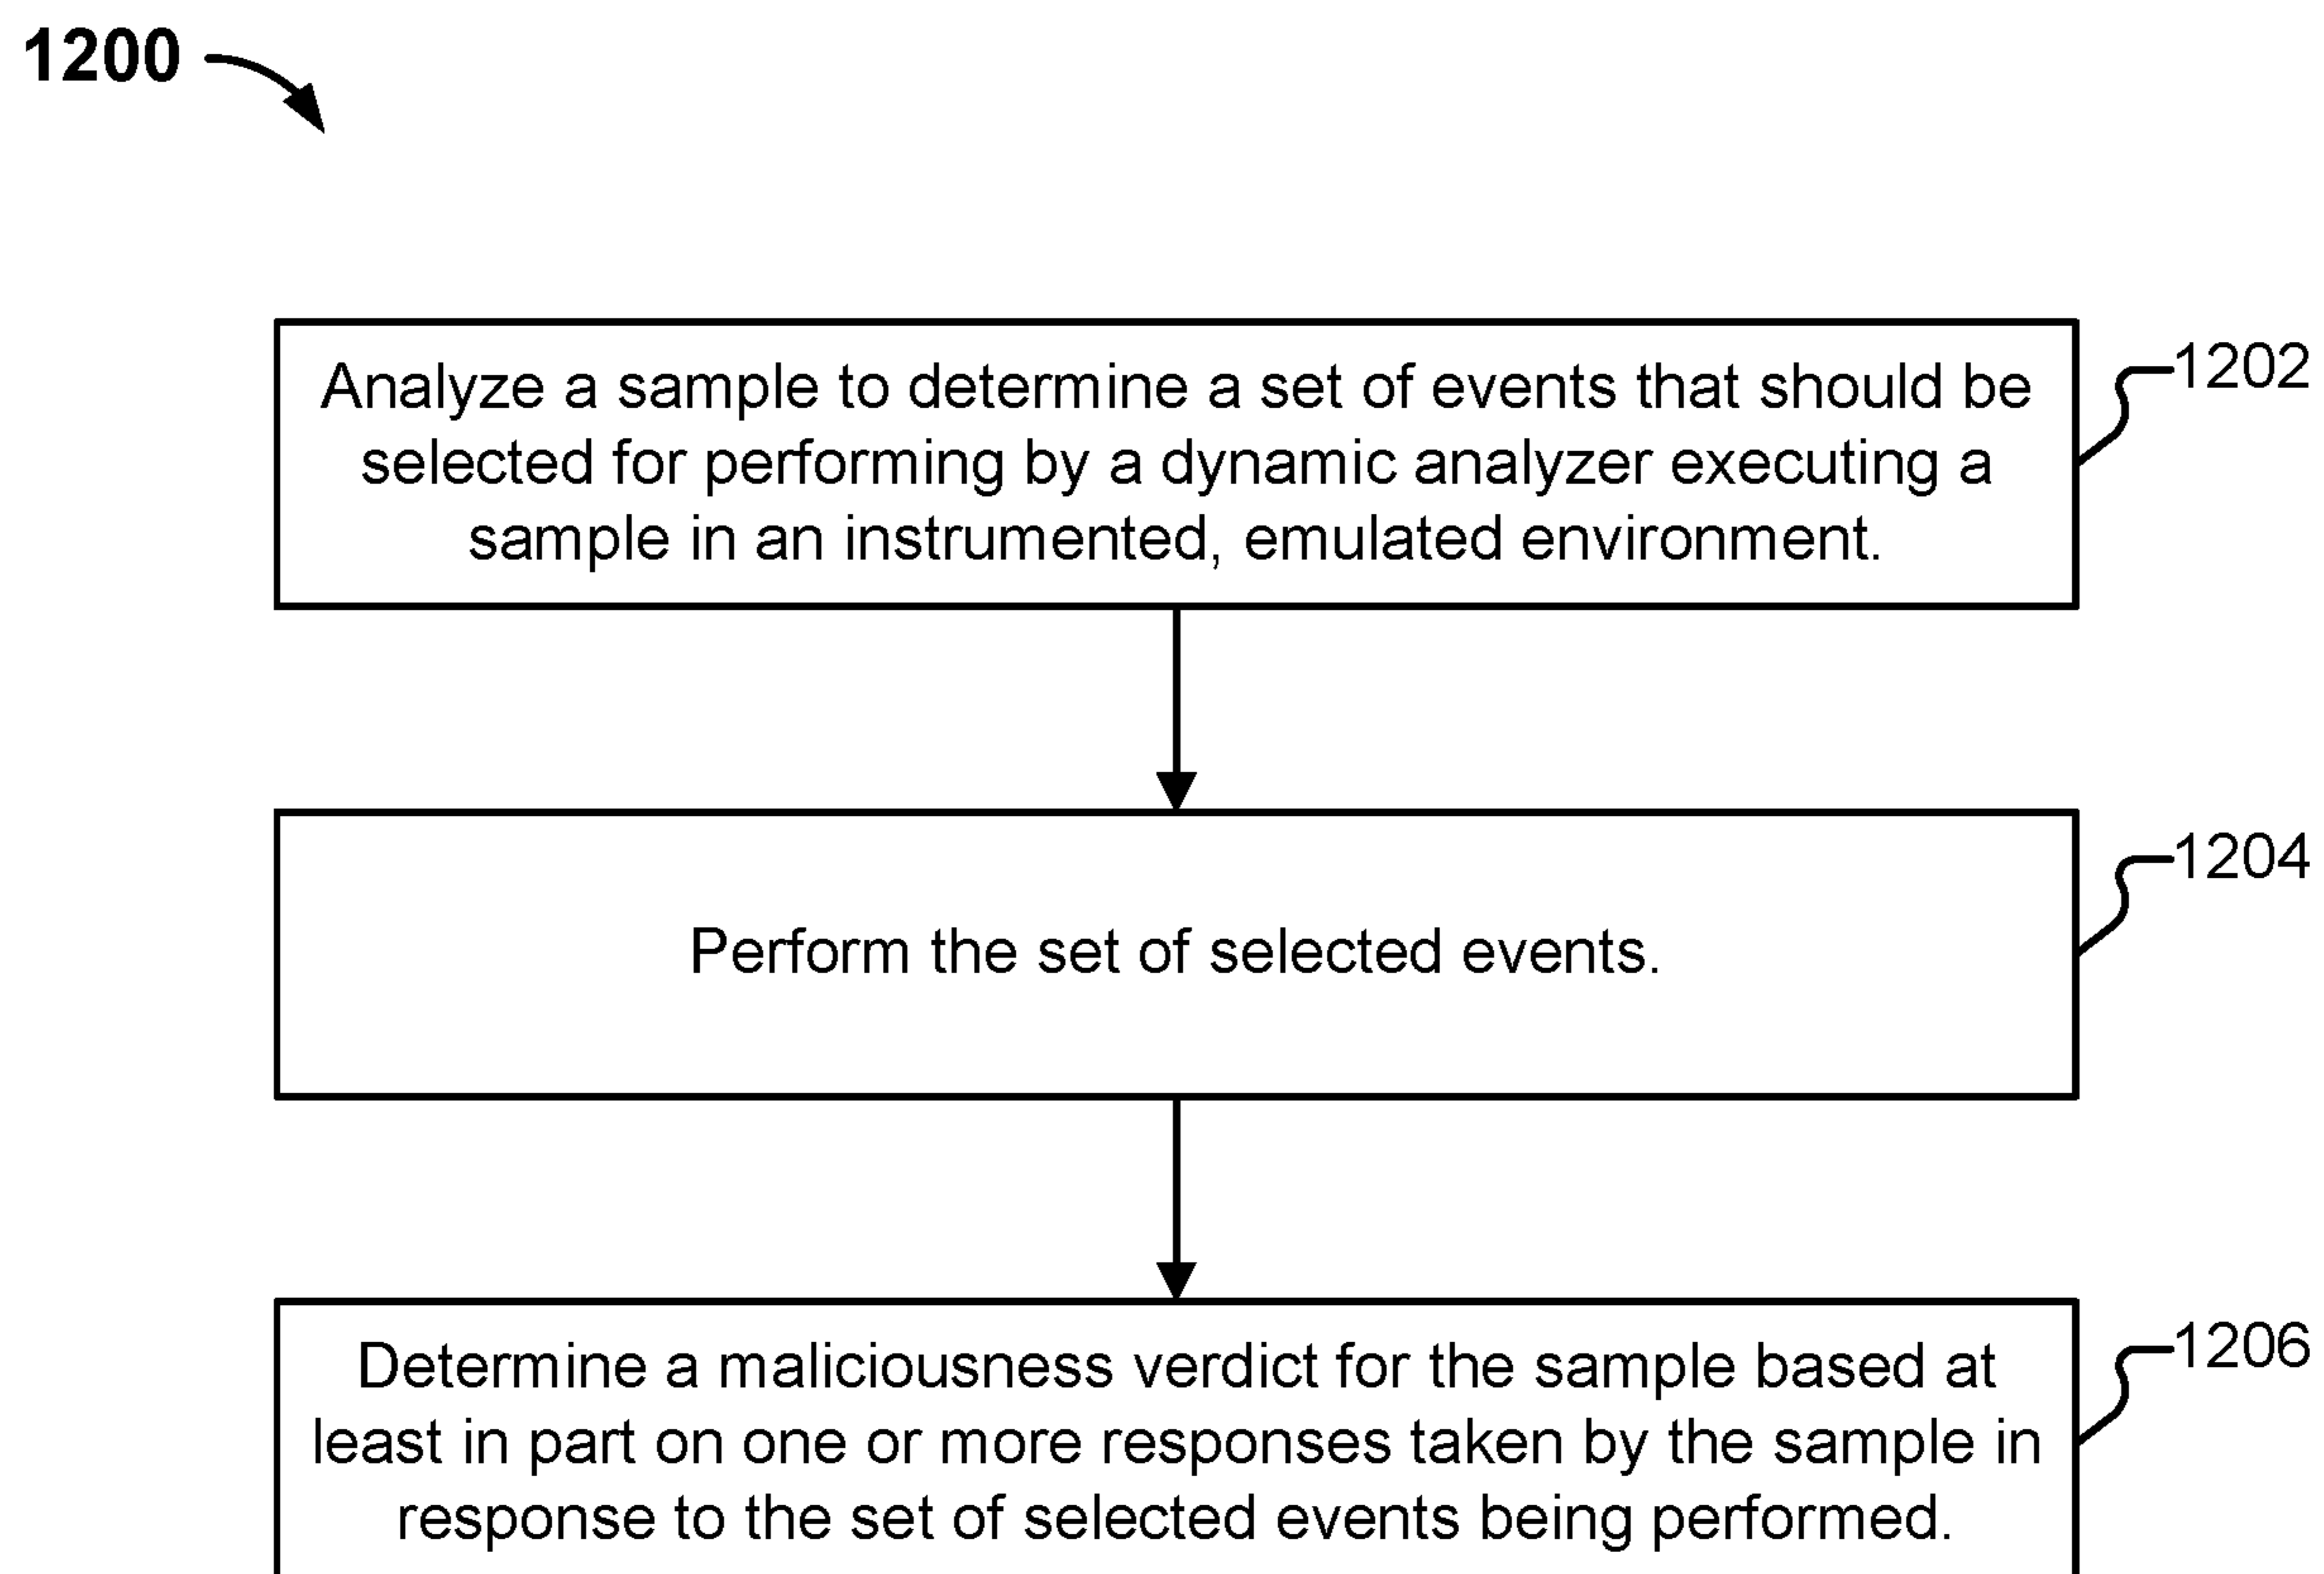 1200
Analyze a sample to determine a set of events that should be
selected for performing by a dynamic analyzer executing a
sample in an instrumented, emulated environment.
1202
Perform the set of selected events.
1204
Determine a maliciousness verdict for the sample based at
least in part on one or more responses taken by the sample in
response to the set of selected events being performed.
1206